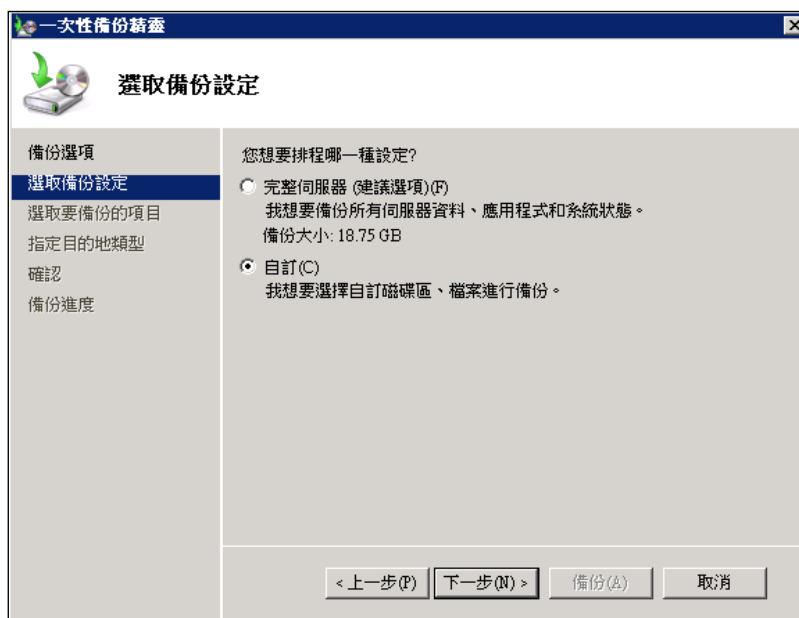 一次性備份精靈
選取備份設定
備份選項
選取備份設定
選取要備份的項目
指定目的地類型
確認
備份進度
您想要排程哪一種設定?
完整伺服器 (建議選項)(F)
我想要備份所有伺服器資料、應用程式和系統狀態。
備份大小: 18.75 GB
自訂(C)
我想要選擇自訂磁碟區、檔案進行備份。
< 上一步(P) 下一步(N) > 備份(A) 取消